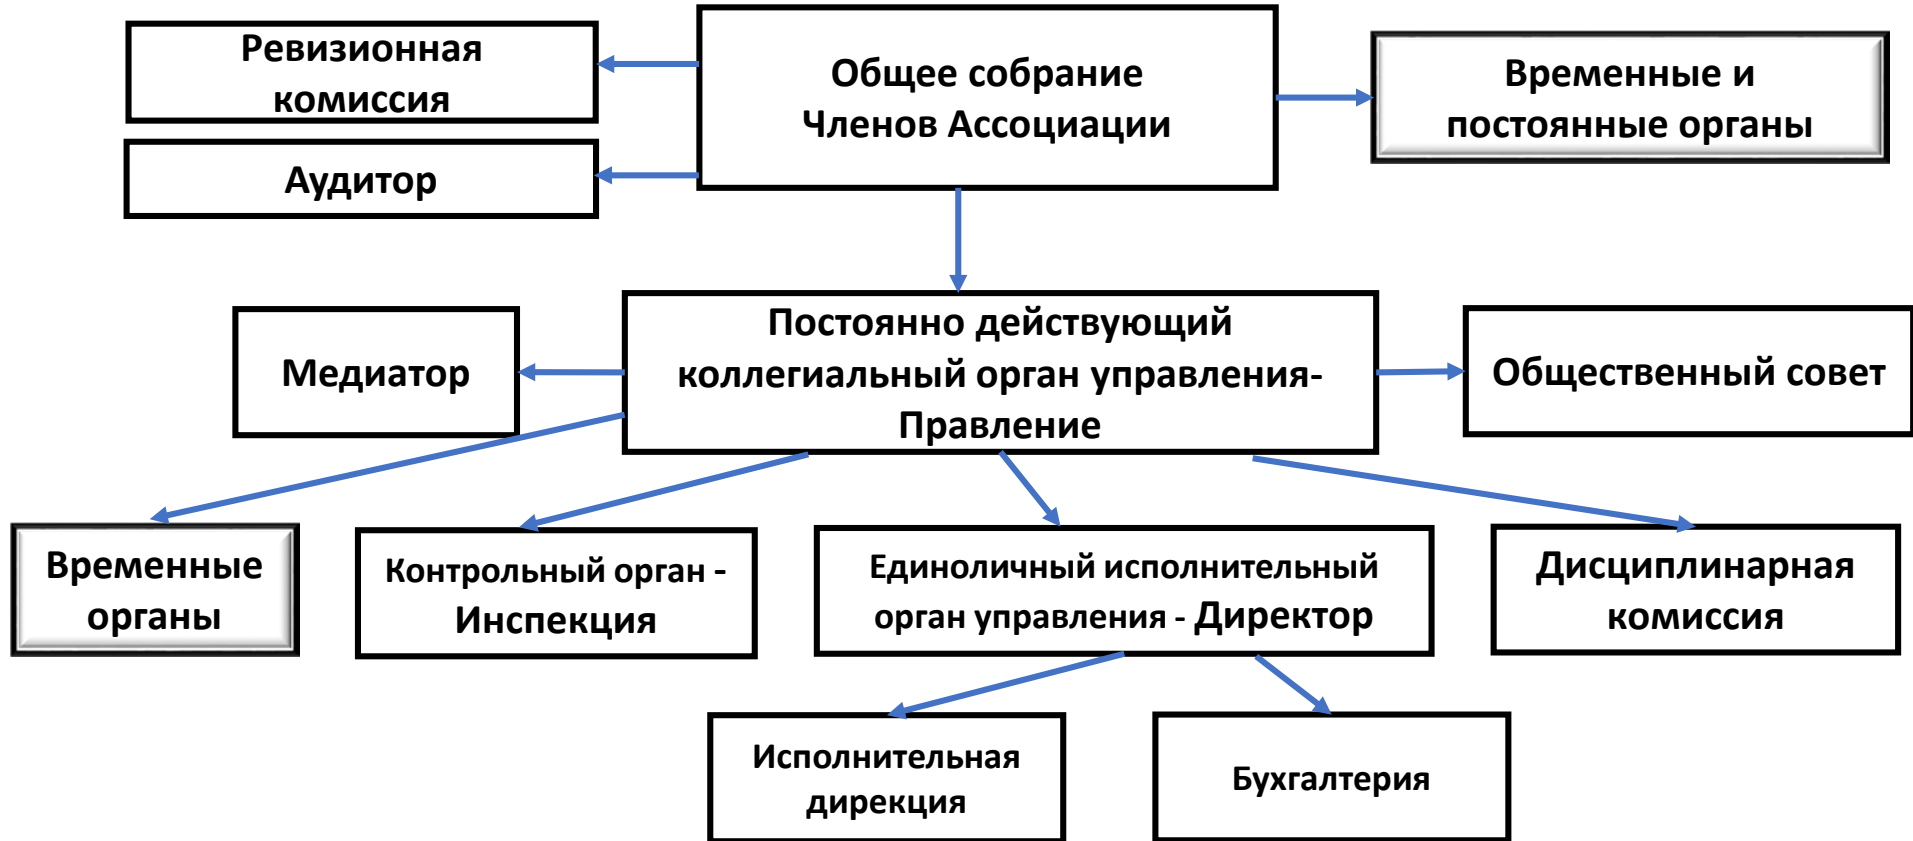 Ревизионная
комиссия
Общее собрание
Членов Ассоциации
Временные и
постоянные органы
Аудитор
Постоянно действующий
коллегиальный орган управления-
Правление
Медиатор
Общественный совет
Временные
органы
Контрольный орган -
Инспекция
Единоличный исполнительный
орган управления - Директор
Дисциплинарная
комиссия
Исполнительная
дирекция
Бухгалтерия